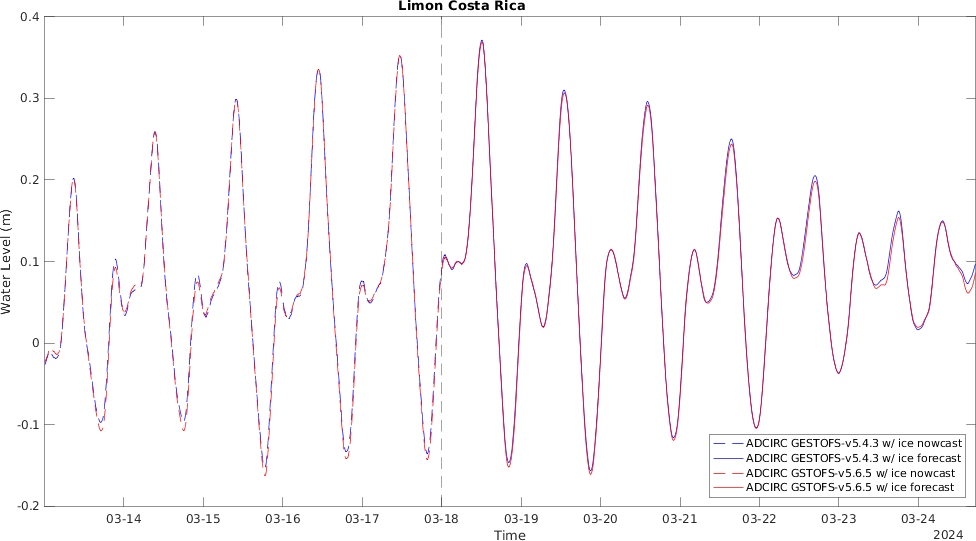 Limon Costa Rica
0.4
0.3
0.2
0.1
0
-0.1
-0.2
Water Level (m)
ADCIRC GESTOFS-v5.4.3 w/ ice nowcast
ADCIRC GESTOFS-v5.4.3 w/ ice forecast
ADCIRC GSTOFS-v5.6.5 w/ ice nowcast
ADCIRC GSTOFS-v5.6.5 w/ ice forecast
03-14 03-15 03-16 03-17 03-18 03-19 03-20 03-21 03-22 03-23 03-24
Time
2024